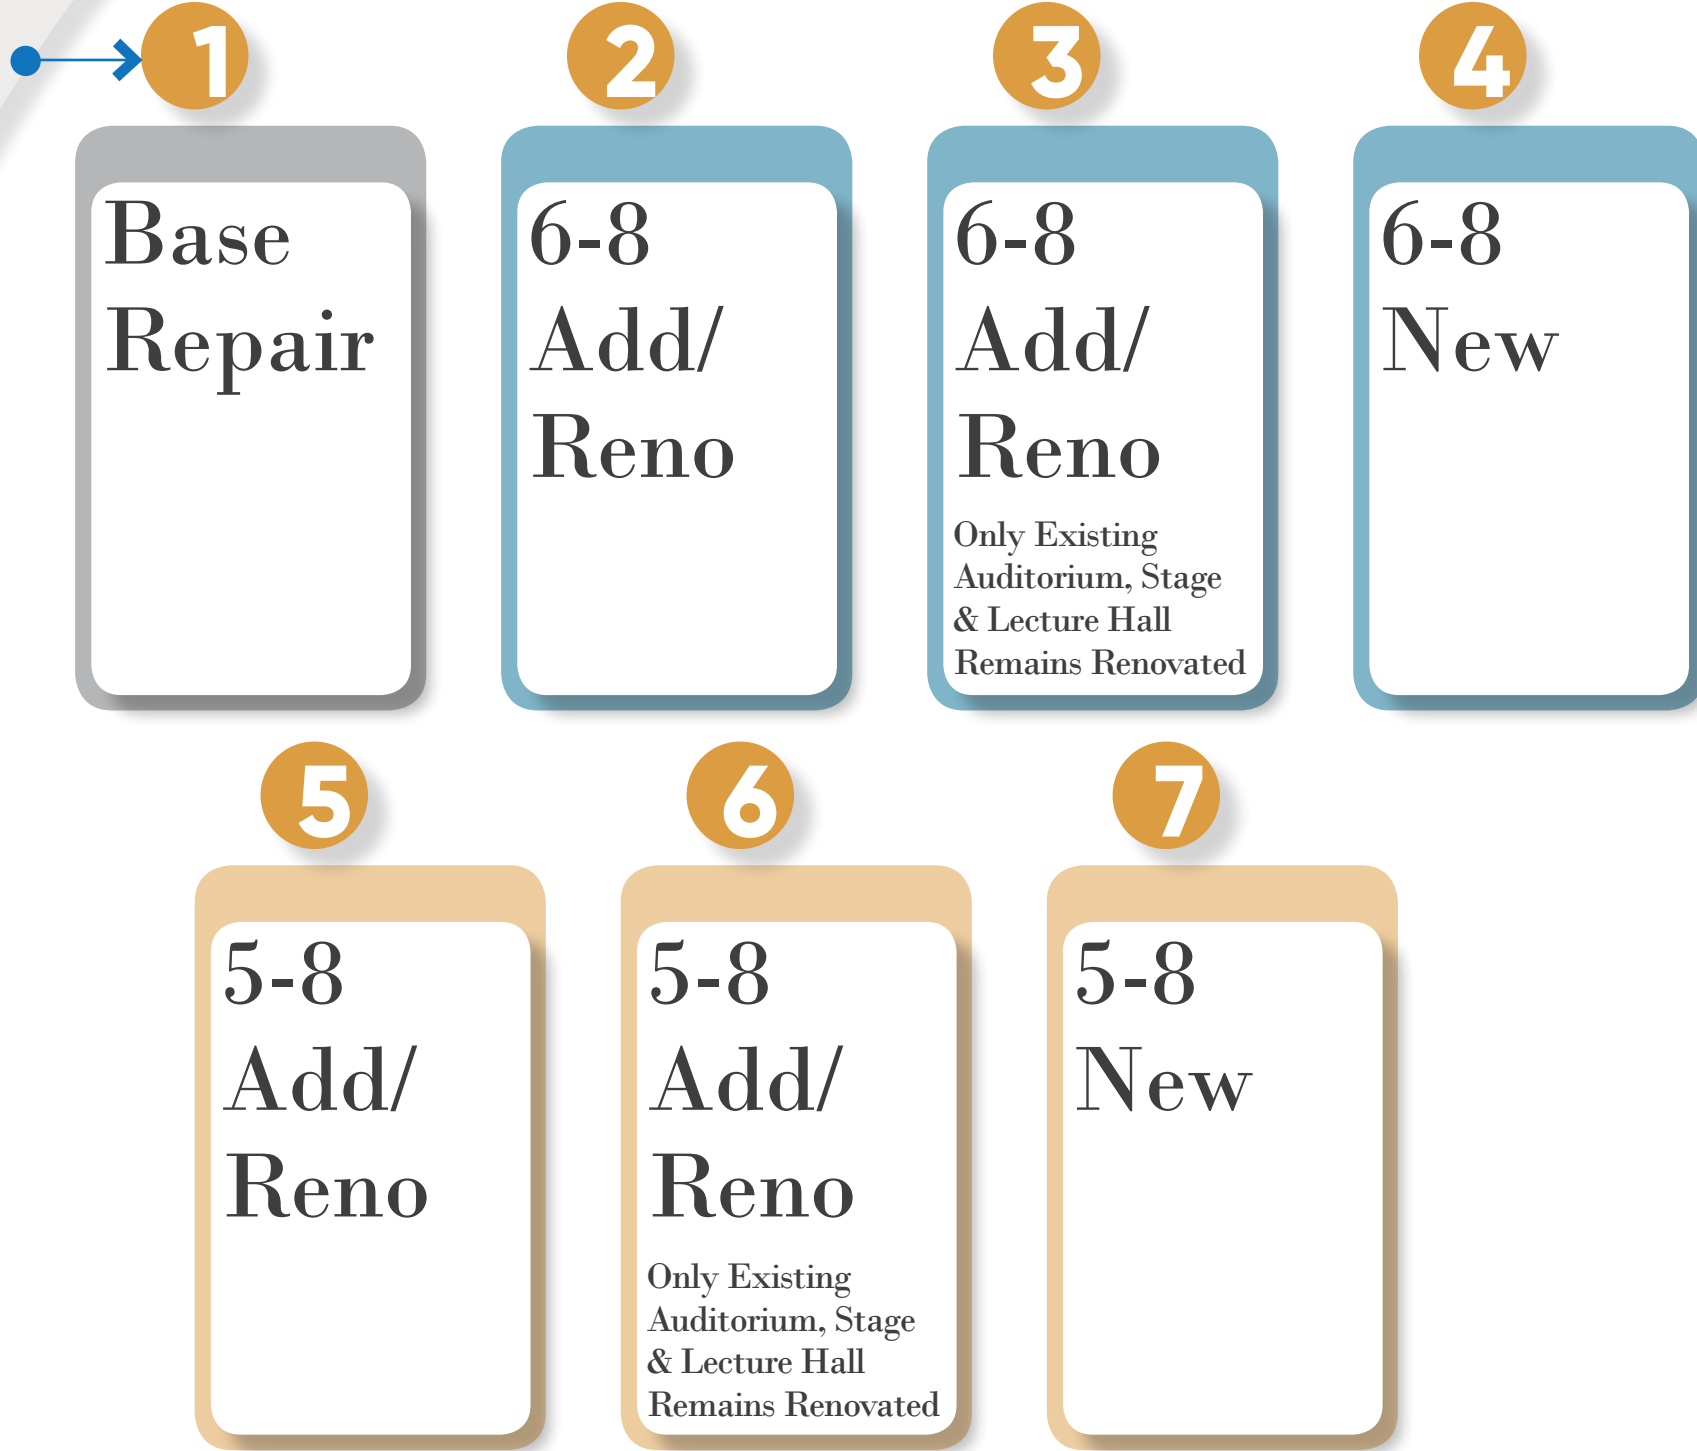 1
Base
Repair
2
6-8
Add/
Reno
3
6-8
Add/
Reno
Only Existing
Auditorium, Stage
& Lecture Hall
Remains Renovated
4
6-8
New
5
5-8
Add/
Reno
6
5-8
Add/
Reno
Only Existing
Auditorium, Stage
& Lecture Hall
Remains Renovated
7
5-8
New